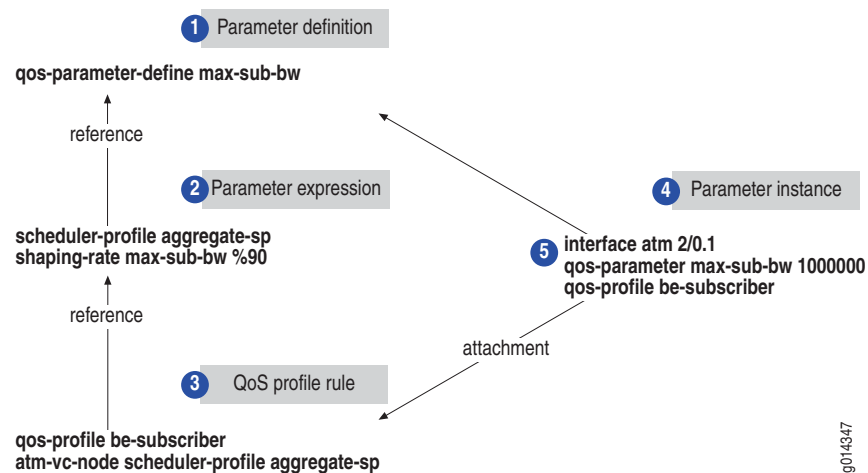 1 Parameter definition
qos-parameter-define max-sub-bw
reference
2 Parameter expression
4 Parameter instance
scheduler-profile aggregate-sp
shaping-rate max-sub-bw %90
5 interface atm 2/0.1
qos-parameter max-sub-bw 1000000
qos-profile be-subscriber
reference
attachment
3 QoS profile rule
qos-profile be-subscriber
atm-vc-node scheduler-profile aggregate-sp
g014347